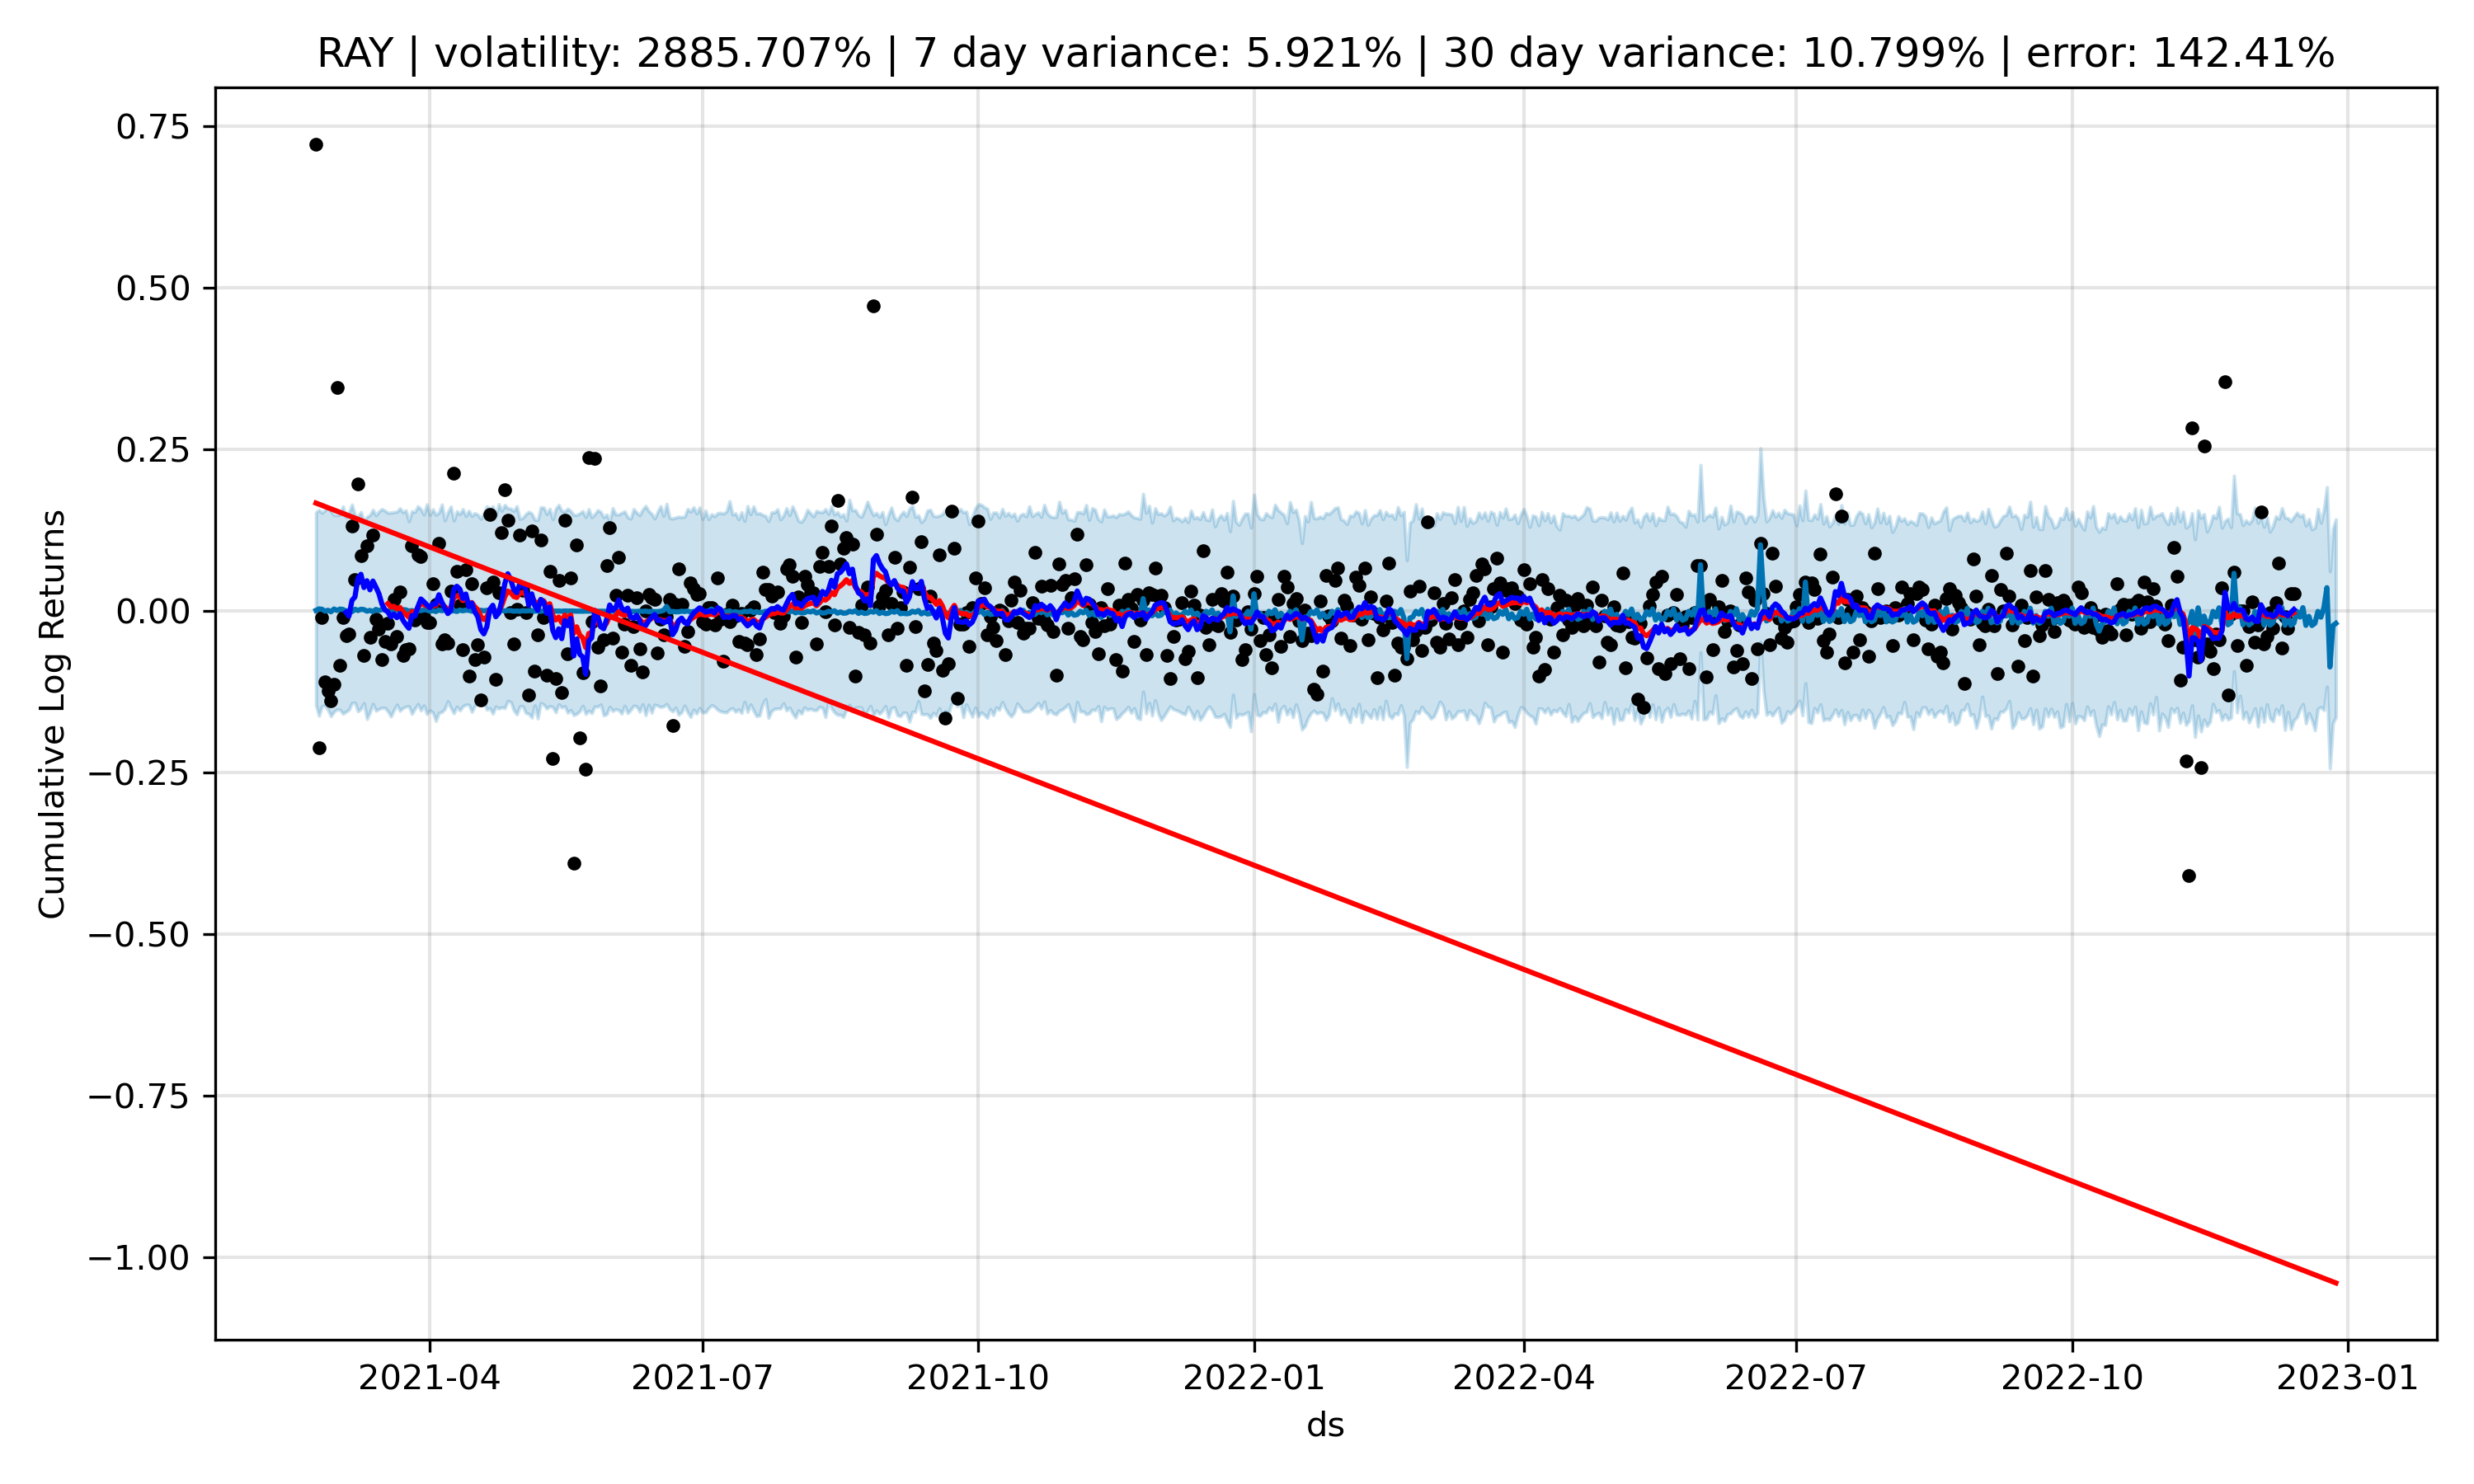 RAY | volatility: 2885.707% | 7 day variance: 5.921% | 30 day variance: 10.799% | error: 142.41%
0.75
0.50
0.25
0.00
−0.25
−0.50
−0.75
−1.00
Cumulative Log Returns
2021-04 2021-07 2021-10 2022-01 2022-04 2022-07 2022-10 2023-01
ds